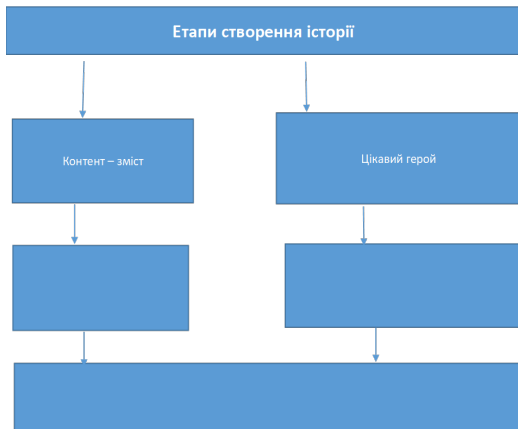 Етапи створення історії
Контент – зміст
Цікавий герой